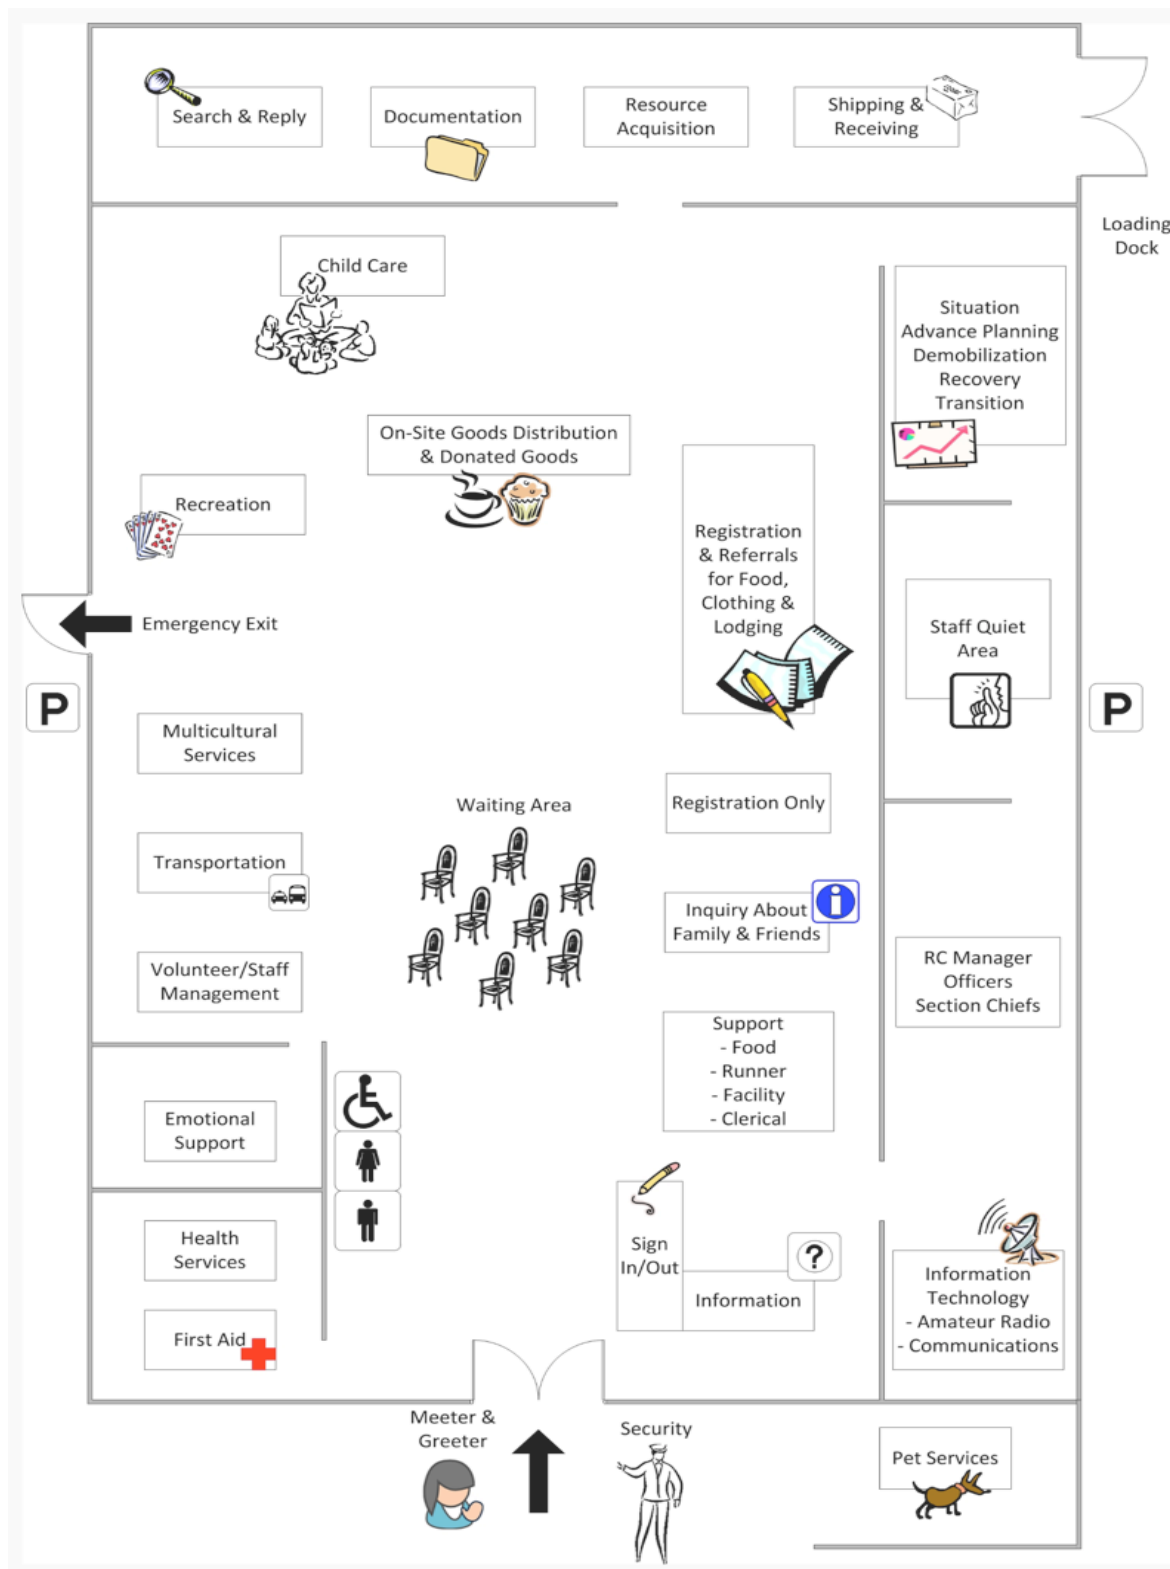 Search & Reply
Documentation
Resource
Acquisition
Shipping &
Receiving
Loading
Dock
Child Care
Situation
Advance Planning
Demobilization
Recovery
Transition
On-Site Goods Distribution
& Donated Goods
Recreation
Registration
& Referrals
for Food,
Clothing &
Lodging
Emergency Exit
Staff Quiet
Area
P
P
Multicultural
Services
Waiting Area
Registration Only
Transportation
Inquiry About
Family & Friends
i
Volunteer/Staff
Management
RC Manager
Officers
Section Chiefs
Support
- Food
- Runner
- Facility
- Clerical
Emotional
Support
Health
Services
Sign
In/Out
?
Information
Information
Technology
- Amateur Radio
- Communications
First Aid
Meeter &
Greeter
Security
Pet Services